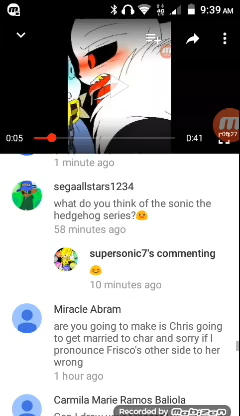 9:39 AM
0:05
0:41
1 minute ago
segaallstars1234
what do you think of the sonic the
hedgehog series?
58 minutes ago
supersonic7's commenting
10 minutes ago
Miracle Abram
are you going to make is Chris going
to get married to char and sorry if I
pronounce Frisco's other side to her
wrong
1 hour ago
Carmila Marie Ramos Baliola
Recorded by MOBIZEN